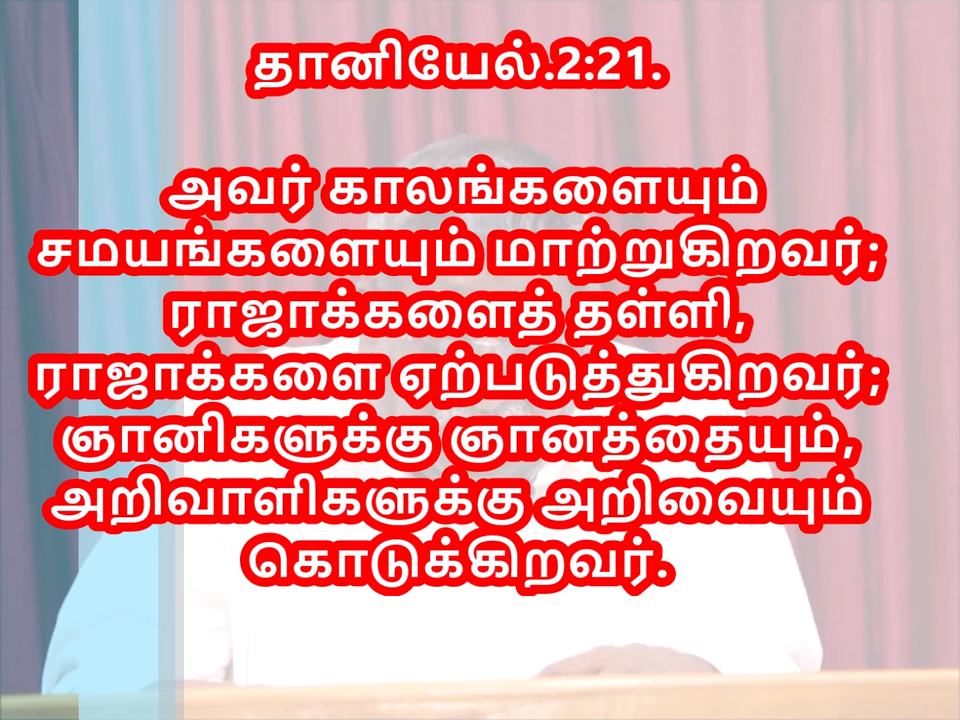 தானியேல்.2:21.
அவர் காலங்களையும்
சமயங்களையும் மாற்றுகிறவர்;
ராஜாக்களைத் தள்ளி,
ராஜாக்களை ஏற்படுத்துகிறவர்;
ஞானிகளுக்கு ஞானத்தையும்,
அறிவாளிகளுக்கு அறிவையும்
கொடுக்கிறவர்.